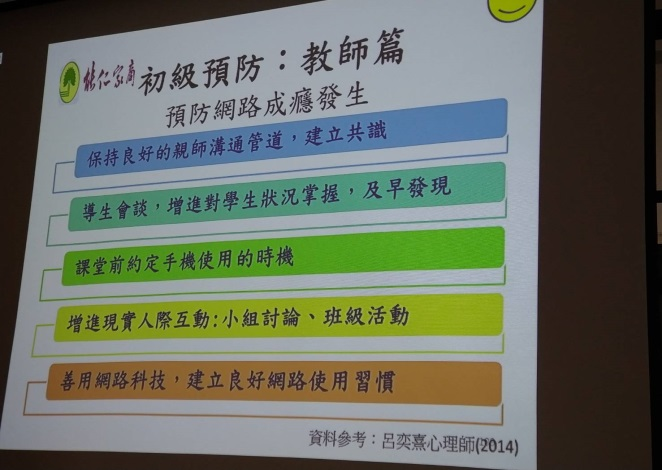 能仁家商
初級預防：教師篇
預防網路成癮發生
保持良好的親師溝通管道，建立共識
導生會談，增進對學生狀況掌握，及早發現
課堂前約定手機使用的時機
增進現實人際互動:小組討論、班級活動
善用網路科技，建立良好網路使用習慣
資料參考：呂奕熹心理師(2014)